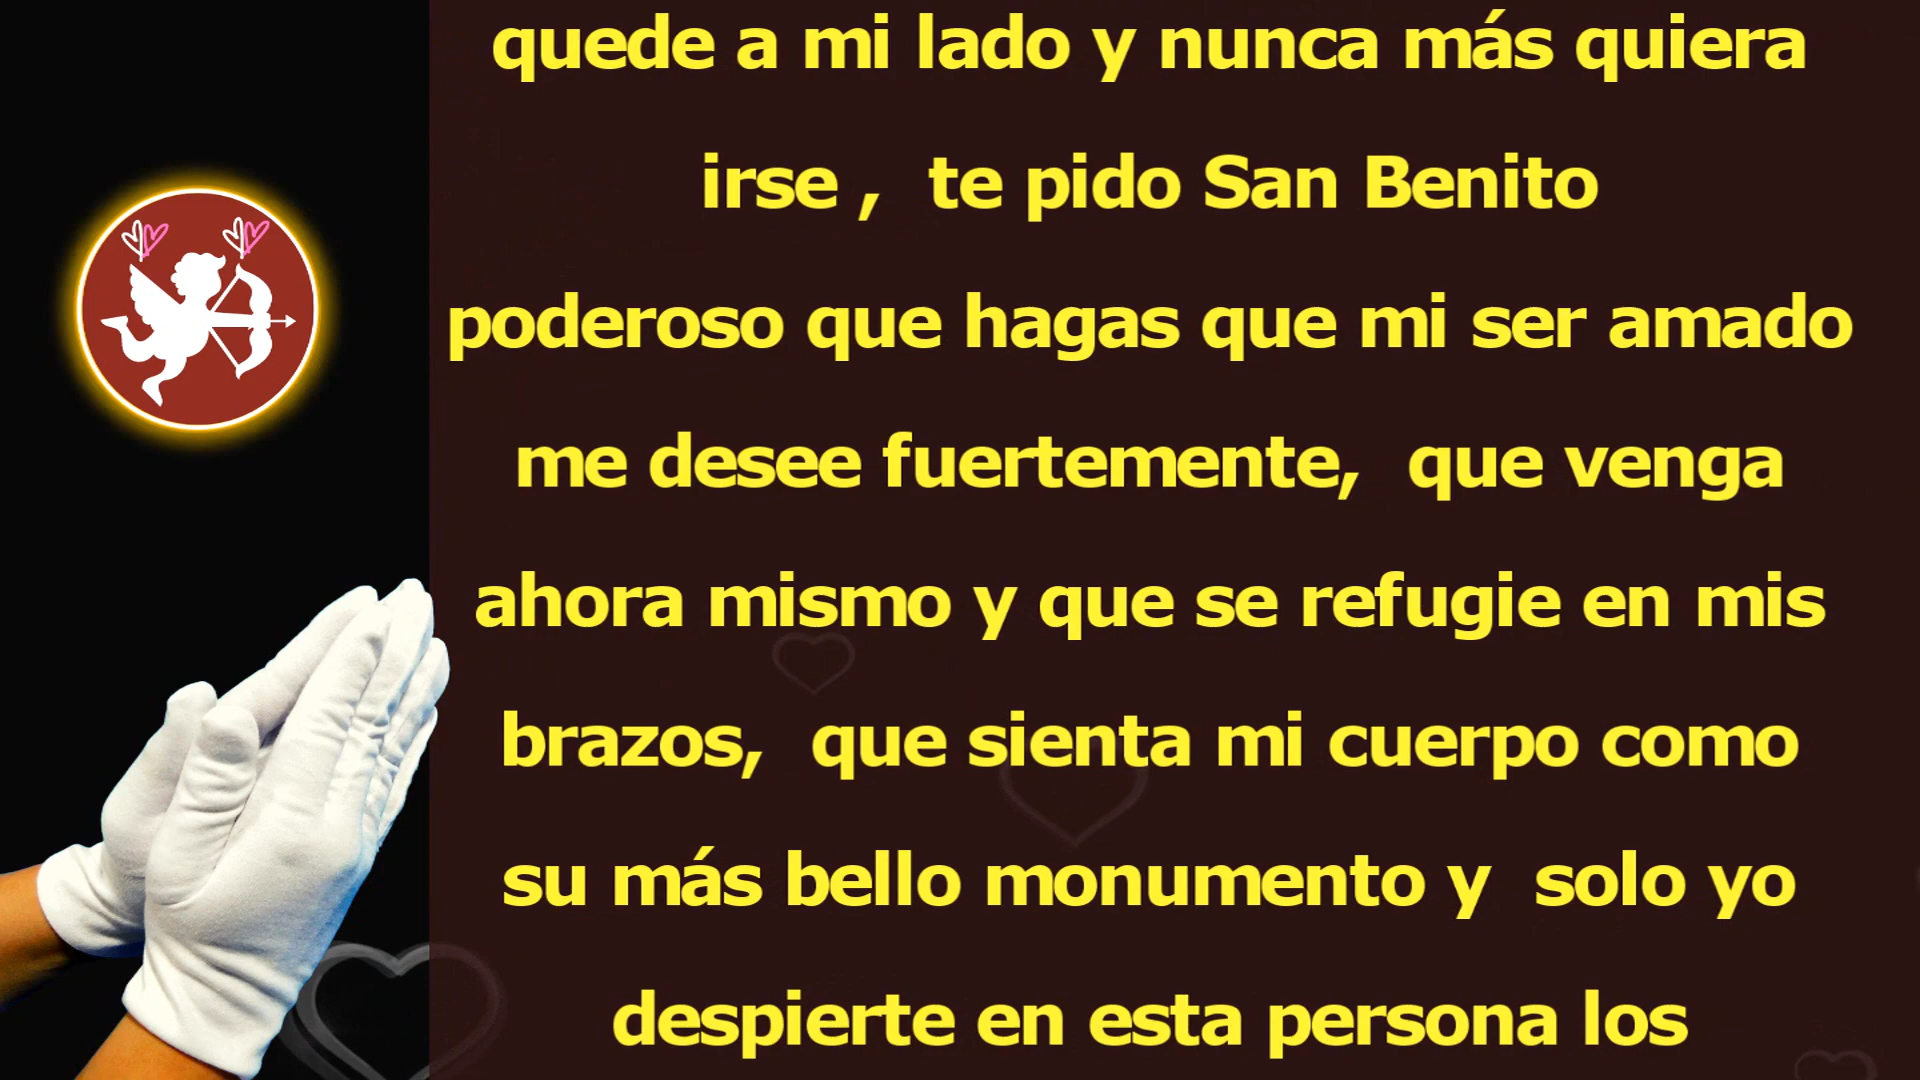 quede a mi lado y nunca más quiera
irse ,  te pido San Benito
poderoso que hagas que mi ser amado
me desee fuertemente,  que venga
ahora mismo y que se refugie en mis
brazos,  que sienta mi cuerpo como
su más bello monumento y  solo yo
despierte en esta persona los